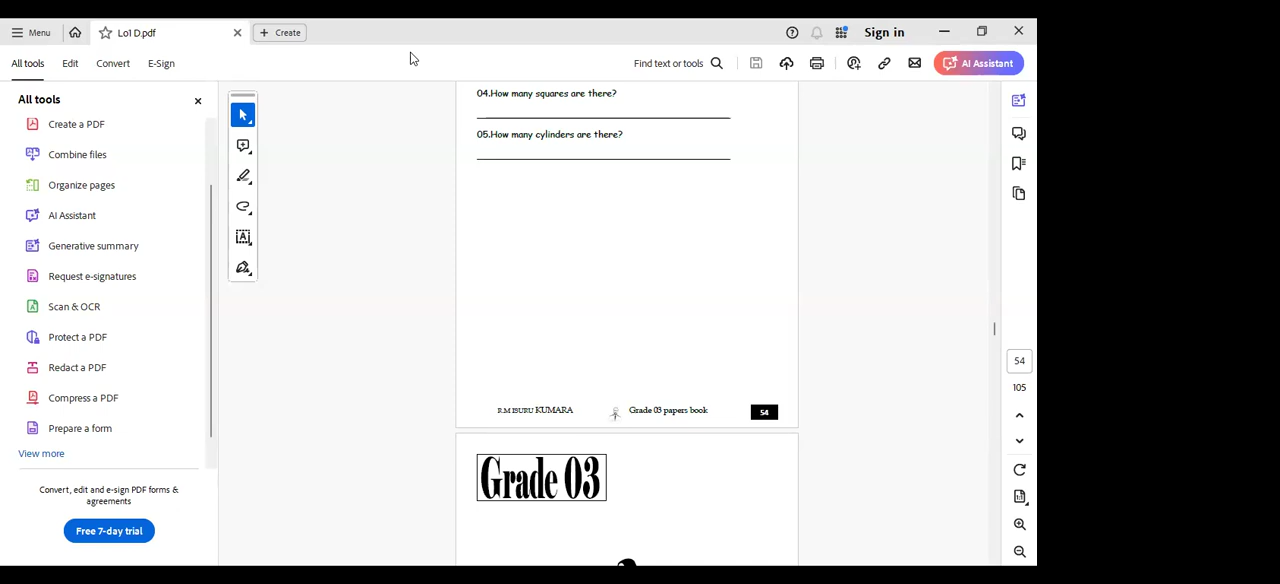 Menu
Lo1 D.pdf
Create
Sign in
All tools
Edit
Convert
E-Sign
Find text or tools
AI Assistant
All tools
Create a PDF
Combine files
Organize pages
AI Assistant
Generative summary
Request e-signatures
Scan & OCR
Protect a PDF
Redact a PDF
Compress a PDF
Prepare a form
View more
Convert, edit and e-sign PDF forms &
agreements
Free 7-day trial
04.How many squares are there?
05.How many cylinders are there?
R.M ISURU KUMARA Grade 03 papers book 54
Grade 03
54
105